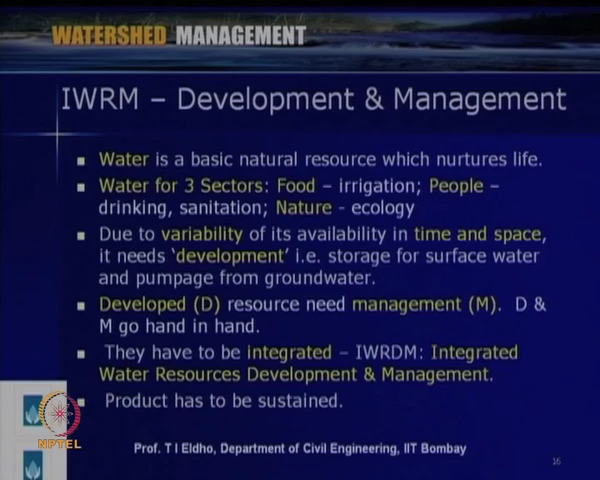 WATERSHED MANAGEMENT
IWRM – Development & Management
▪ Water is a basic natural resource which nurtures life.
▪ Water for 3 Sectors: Food – irrigation; People –
drinking, sanitation; Nature - ecology
▪ Due to variability of its availability in time and space,
it needs ‘development’ i.e. storage for surface water
and pumpage from groundwater.
▪ Developed (D) resource need management (M). D &
M go hand in hand.
▪ They have to be integrated – IWRDM: Integrated
Water Resources Development & Management.
▪ Product has to be sustained.
NPTEL
Prof. T I Eldho, Department of Civil Engineering, IIT Bombay
16